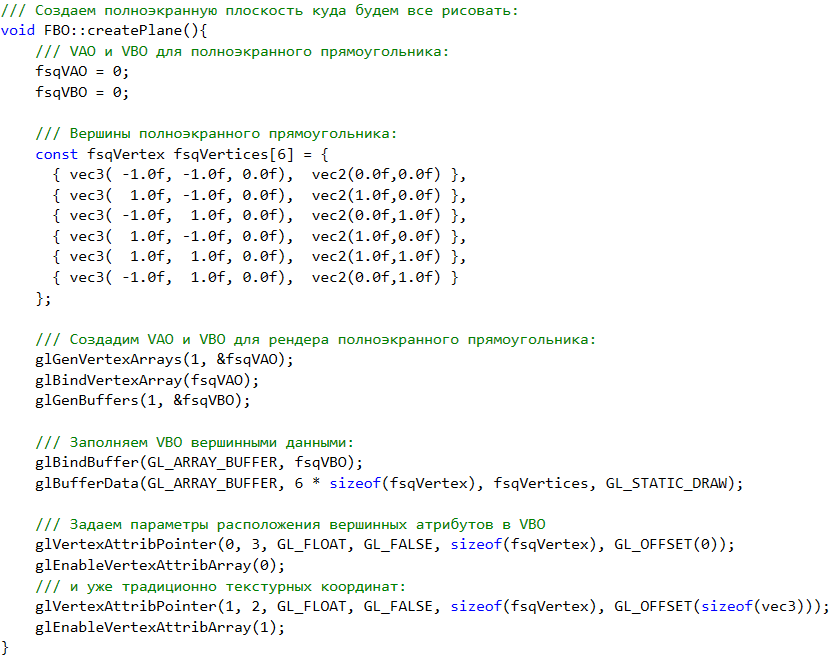 /// Создаем полноэкранную плоскость куда будем все рисовать:
void FBO::createPlane(){
    /// VAO и VBO для полноэкранного прямоугольника:
    fsqVAO = 0;
    fsqVBO = 0;

    /// Вершины полноэкранного прямоугольника:
    const fsqVertex fsqVertices[6] = {
      { vec3( -1.0f, -1.0f, 0.0f),  vec2(0.0f,0.0f) },
      { vec3(  1.0f, -1.0f, 0.0f),  vec2(1.0f,0.0f) },
      { vec3( -1.0f,  1.0f, 0.0f),  vec2(0.0f,1.0f) },
      { vec3(  1.0f, -1.0f, 0.0f),  vec2(1.0f,0.0f) },
      { vec3(  1.0f,  1.0f, 0.0f),  vec2(1.0f,1.0f) },
      { vec3( -1.0f,  1.0f, 0.0f),  vec2(0.0f,1.0f) }
    };

    /// Создадим VAO и VBO для рендера полноэкранного прямоугольника:
    glGenVertexArrays(1, &fsqVAO);
    glBindVertexArray(fsqVAO);
    glGenBuffers(1, &fsqVBO);

    /// Заполняем VBO вершинными данными:
    glBindBuffer(GL_ARRAY_BUFFER, fsqVBO);
    glBufferData(GL_ARRAY_BUFFER, 6 * sizeof(fsqVertex), fsqVertices, GL_STATIC_DRAW);

    /// Задаем параметры расположения вершинных атрибутов в VBO
    glVertexAttribPointer(0, 3, GL_FLOAT, GL_FALSE, sizeof(fsqVertex), GL_OFFSET(0));
    glEnableVertexAttribArray(0);
    /// и уже традиционно текстурных координат:
    glVertexAttribPointer(1, 2, GL_FLOAT, GL_FALSE, sizeof(fsqVertex), GL_OFFSET(sizeof(vec3)));
    glEnableVertexAttribArray(1);
}